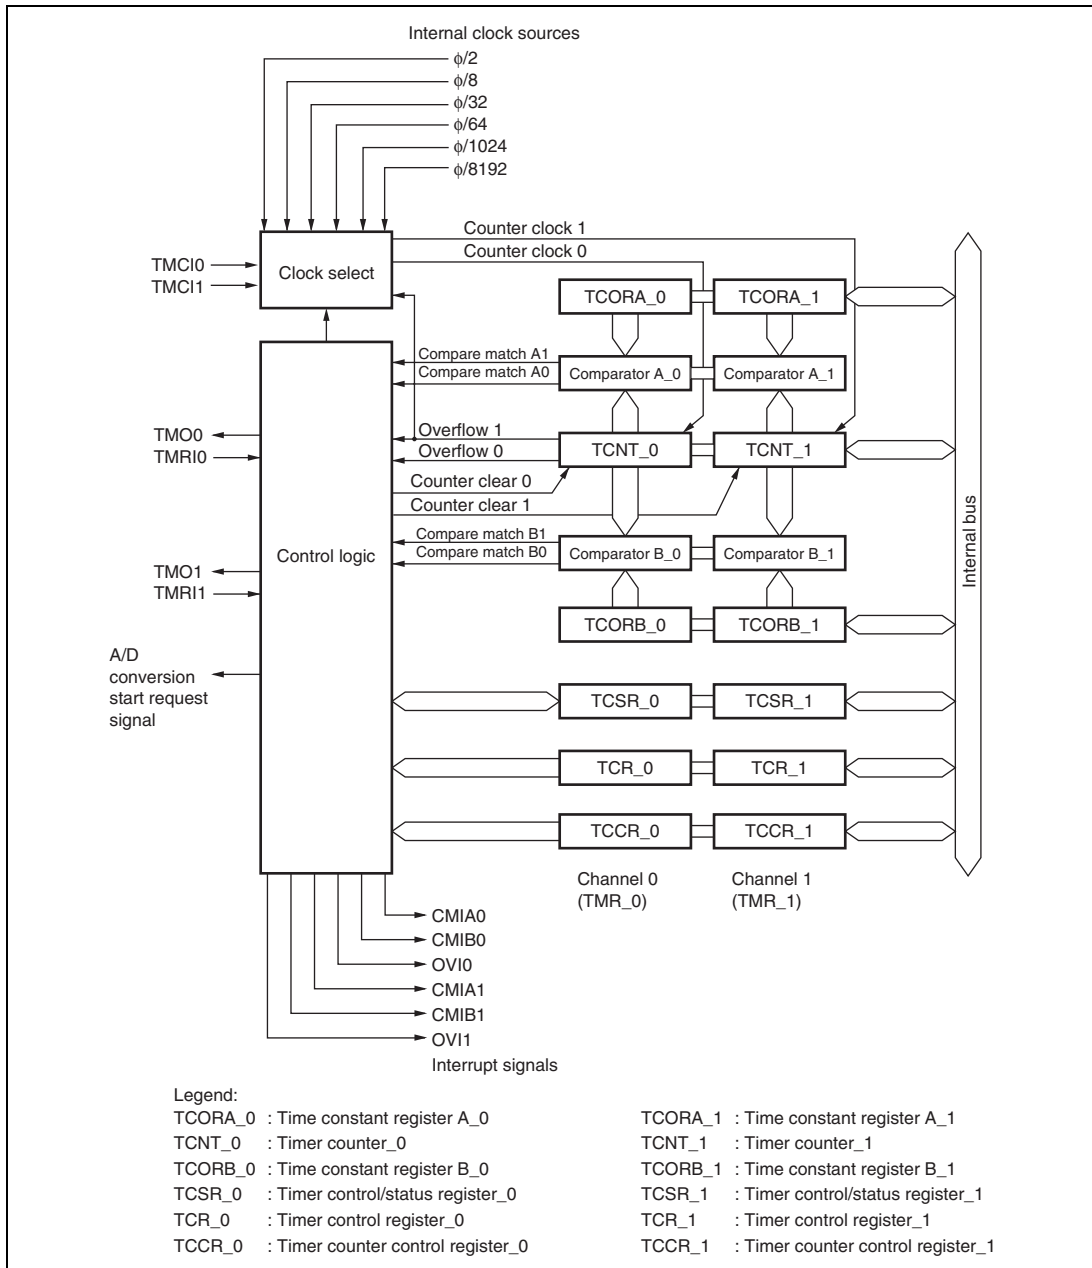 Internal clock sources
ϕ/2
ϕ/8
ϕ/32
ϕ/64
ϕ/1024
ϕ/8192
Counter clock 1
Counter clock 0
TMCI0
TMCI1
Clock select
TCORA_0
TCORA_1
Compare match A1
Compare match A0
Comparator A_0
Comparator A_1
TMO0
TMRI0
Overflow 1
Overflow 0
TCNT_0
TCNT_1
Counter clear 0
Counter clear 1
Compare match B1
Compare match B0
Control logic
Comparator B_0
Comparator B_1
Internal bus
TMO1
TMRI1
TCORB_0
TCORB_1
A/D
conversion
start request
signal
TCSR_0
TCSR_1
TCR_0
TCR_1
TCCR_0
TCCR_1
Channel 0
(TMR_0)
Channel 1
(TMR_1)
CMIA0
CMIB0
OVI0
CMIA1
CMIB1
OVI1
Interrupt signals
Legend:
TCORA_0 : Time constant register A_0
TCNT_0 : Timer counter_0
TCORB_0 : Time constant register B_0
TCSR_0 : Timer control/status register_0
TCR_0 : Timer control register_0
TCCR_0 : Timer counter control register_0
TCORA_1 : Time constant register A_1
TCNT_1 : Timer counter_1
TCORB_1 : Time constant register B_1
TCSR_1 : Timer control/status register_1
TCR_1 : Timer control register_1
TCCR_1 : Timer counter control register_1